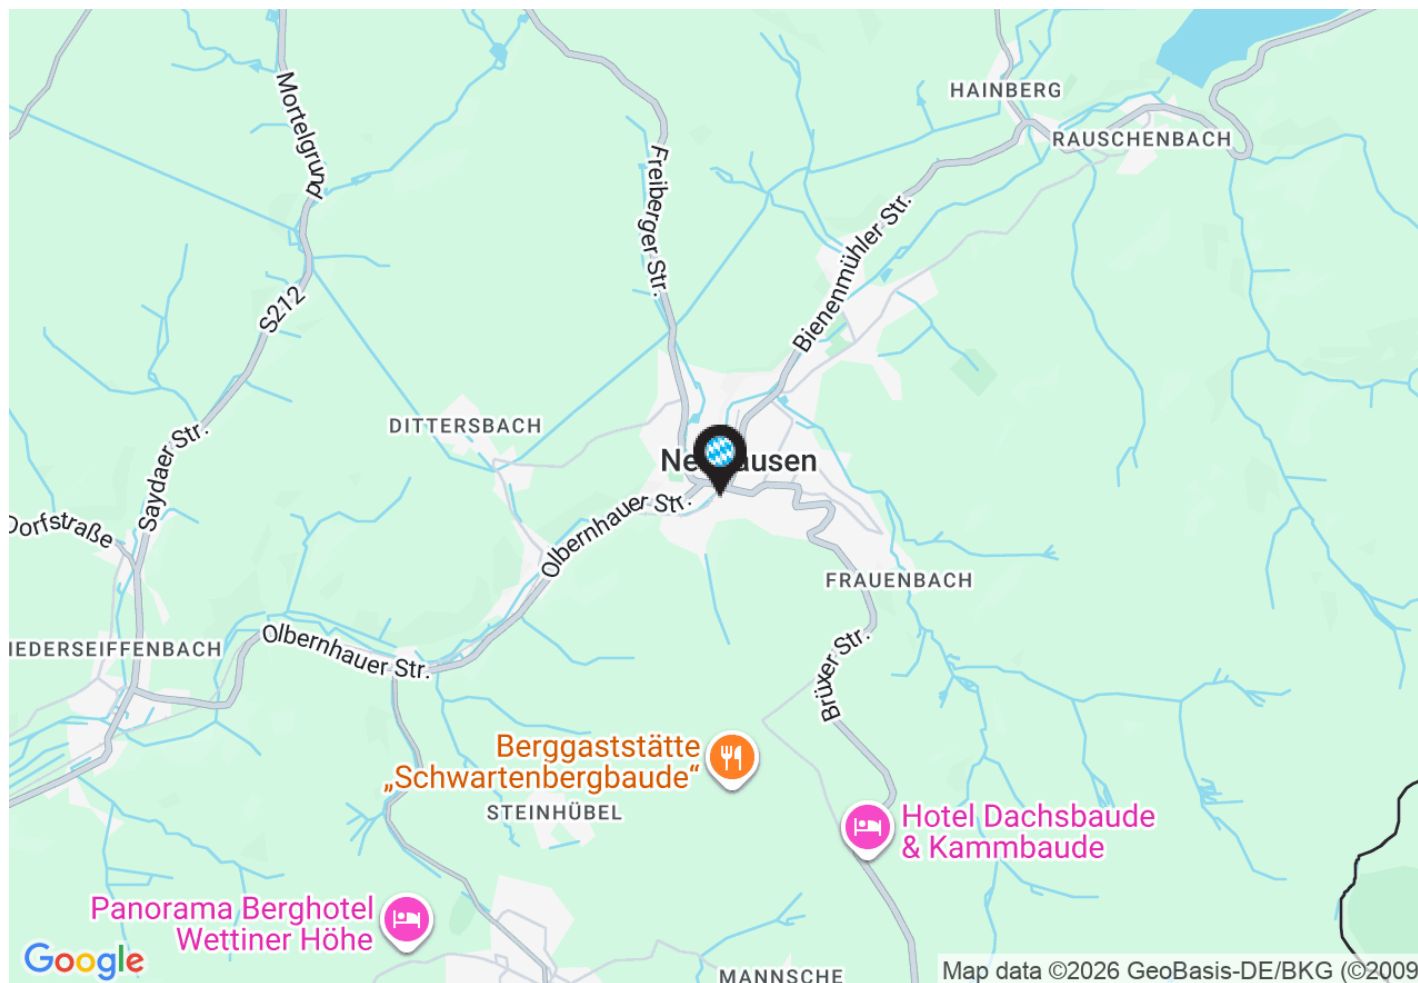 HAINBERG
RAUSCHENBACH
Mortelgrund
Freiberger Str.
Bienenmühler Str.
S212
DITTERSBACH
Saydaer Str.
Olbernhauer Str.
Dorfstraße
FRAUENBACH
IEDERSEIFFENBACH
Olbernhauer Str.
Brüxer Str.
Berggaststätte
„Schwartenbergbaude“
STEINHÜBEL
Hotel Dachsbaude
& Kammbaude
Panorama Berghotel
Wettiner Höhe
Google
MANNSCHE
Map data ©2026 GeoBasis-DE/BKG (©2009